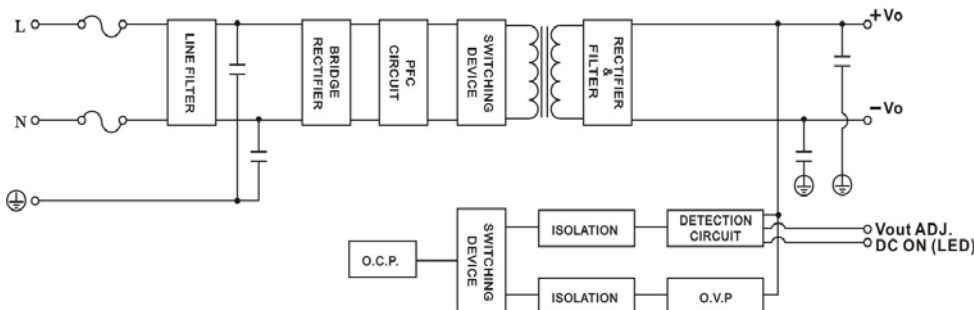 L
N
LINE FILTER
BRIDGE
RECTIFIER
PFC
CIRCUIT
SWITCHING
DEVICE
RECTIFIER
&
FILTER
+Vo
-Vo
O.C.P.
SWITCHING
DEVICE
ISOLATION
DETECTION
CIRCUIT
Vout ADJ.
DC ON (LED)
ISOLATION
O.V.P